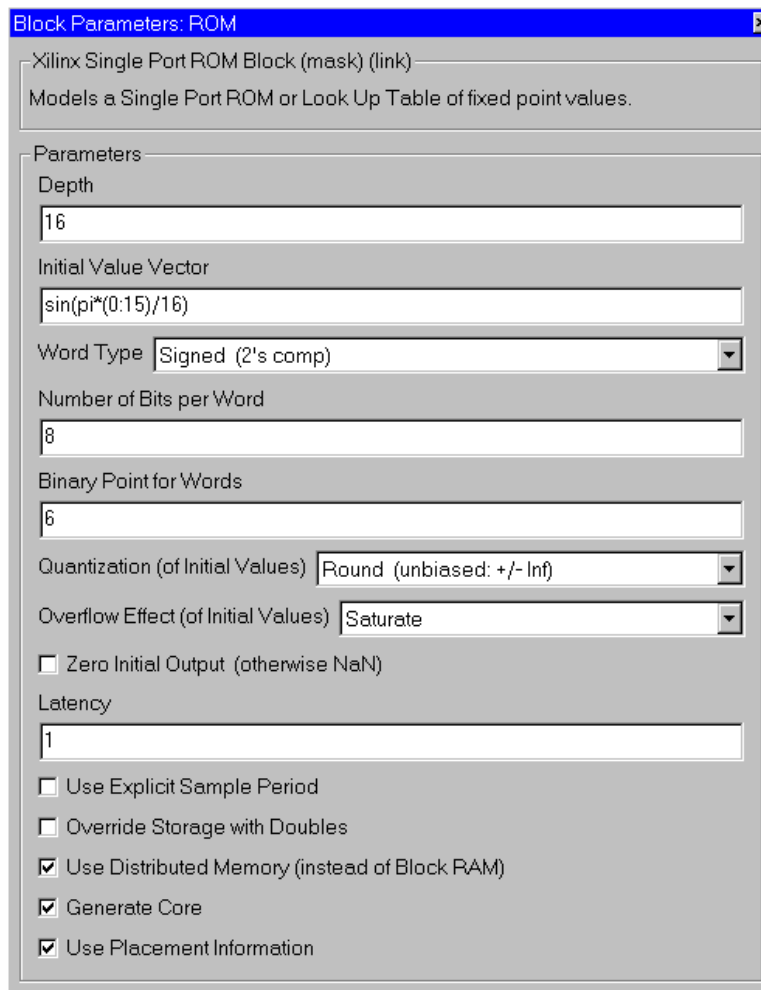 Block Parameters: ROM
Xilinx Single Port ROM Block (mask) (link)
Models a Single Port ROM or Look Up Table of fixed point values.
Parameters
Depth
16
Initial Value Vector
sin(pi*(0:15)/16)
Word Type Signed (2's comp)
Number of Bits per Word
8
Binary Point for Words
6
Quantization (of Initial Values) Round (unbiased: +/- Inf)
Overflow Effect (of Initial Values) Saturate
Zero Initial Output (otherwise NaN)
Latency
1
Use Explicit Sample Period
Override Storage with Doubles
Use Distributed Memory (instead of Block RAM)
Generate Core
Use Placement Information